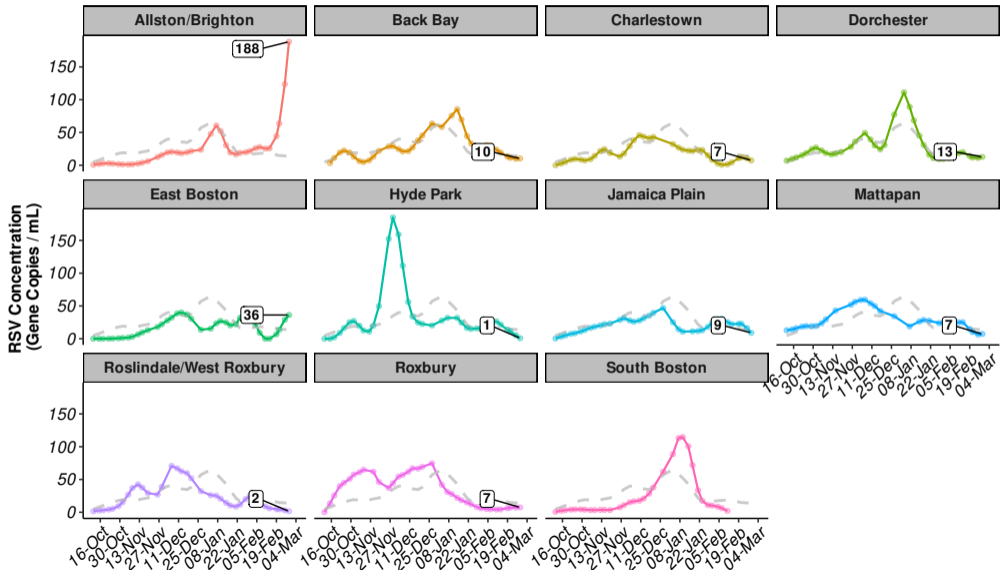 Allston/Brighton Back Bay Charlestown Dorchester
188
150
100
50
0
10
7
13
East Boston Hyde Park Jamaica Plain Mattapan
RSV Concentration
(Gene Copies / mL)
150
100
50
0
36
1
9
7
16-Oct 30-Oct 13-Nov 27-Nov 11-Dec 25-Dec 08-Jan 22-Jan 05-Feb 19-Feb 04-Mar
Roslindale/West Roxbury Roxbury South Boston
150
100
50
0
2
7
16-Oct 30-Oct 13-Nov 27-Nov 11-Dec 25-Dec 08-Jan 22-Jan 05-Feb 19-Feb 04-Mar
16-Oct 30-Oct 13-Nov 27-Nov 11-Dec 25-Dec 08-Jan 22-Jan 05-Feb 19-Feb 04-Mar
16-Oct 30-Oct 13-Nov 27-Nov 11-Dec 25-Dec 08-Jan 22-Jan 05-Feb 19-Feb 04-Mar